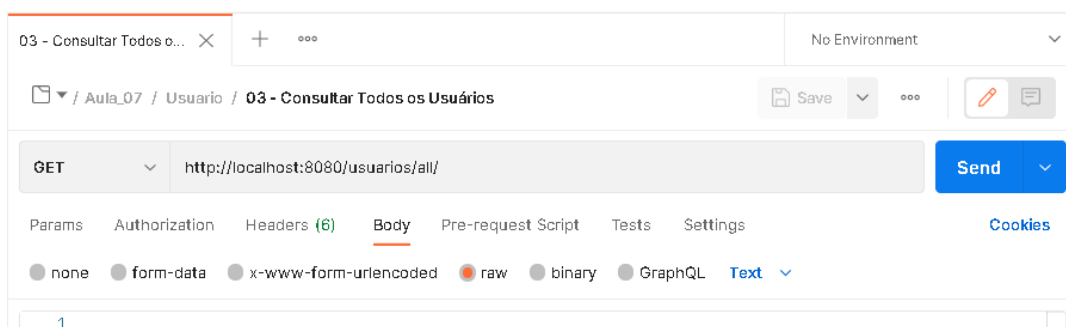 03 - Consultar Todos o...
No Environment
/ Aula_07 / Usuario / 03 - Consultar Todos os Usuários
Save
GET
http://localhost:8080/usuarios/all/
Send
Params Authorization Headers (6) Body Pre-request Script Tests Settings Cookies
none form-data x-www-form-urlencoded raw binary GraphQL Text
1